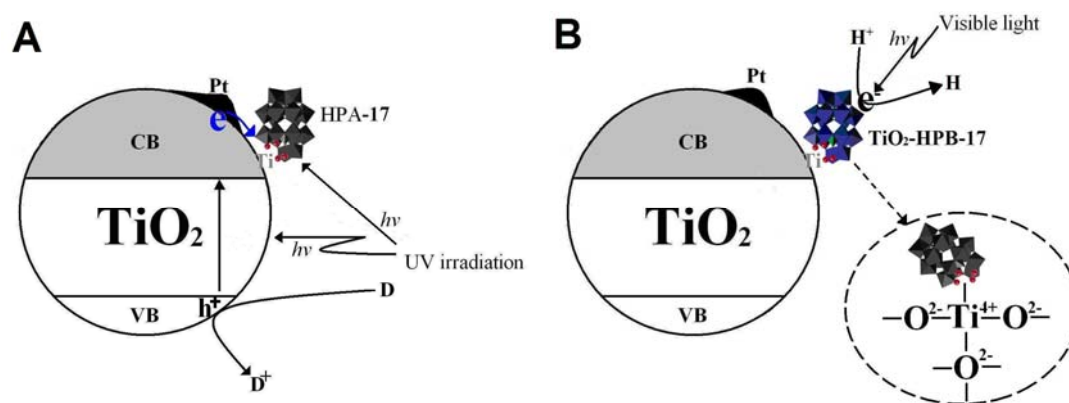 A
Pt
e
HPA-17
CB
Ti
TiO2
hν
hν
UV irradiation
h+
D
VB
D+
B
Visible light
H+
hν
Pt
e-
H
CB
Ti
TiO2-HPB-17
TiO2
VB
—O2-—Ti4+—O2-—
—O2-—